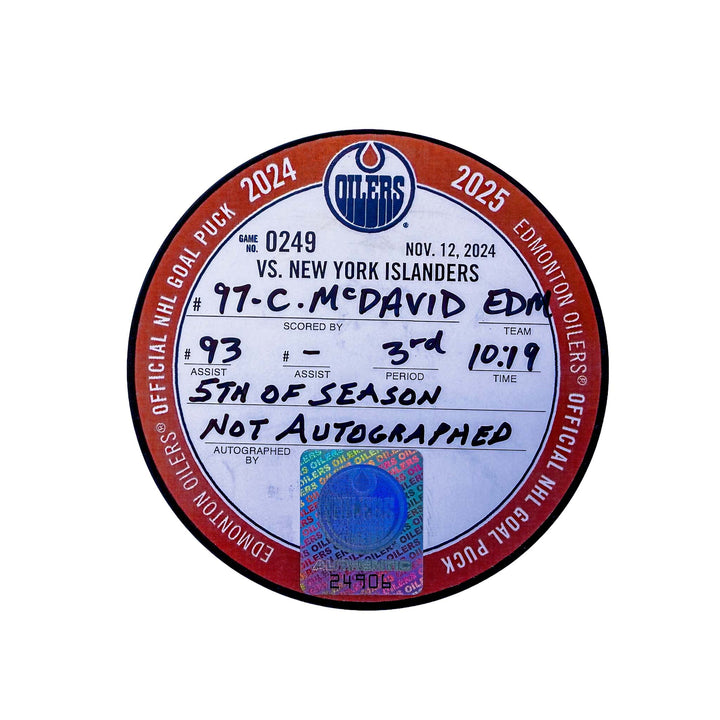 OFFICIAL NHL GOAL PUCK 2024
2025 EDMONTON OILERS®
OFFICIAL NHL GOAL PUCK
EDMONTON OILERS®
OILERS
®
GAME NO. 0249
NOV. 12, 2024
VS. NEW YORK ISLANDERS
# 97-C. McDAVID EDM
SCORED BY TEAM
# 93 # - 3rd 10:19
ASSIST ASSIST PERIOD TIME
5TH OF SEASON
NOT AUTOGRAPHED
AUTOGRAPHED BY
OILERS
AUTHENTIC
24906